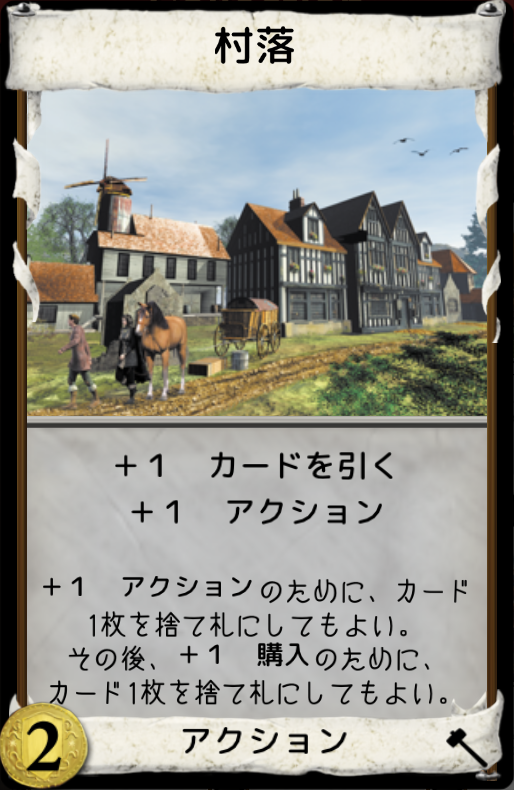 村落
＋１　カードを引く
＋１　アクション
＋１　アクションのために、カード
1枚を捨て札にしてもよい。
その後、＋１　購入のために、
カード1枚を捨て札にしてもよい。
2
アクション